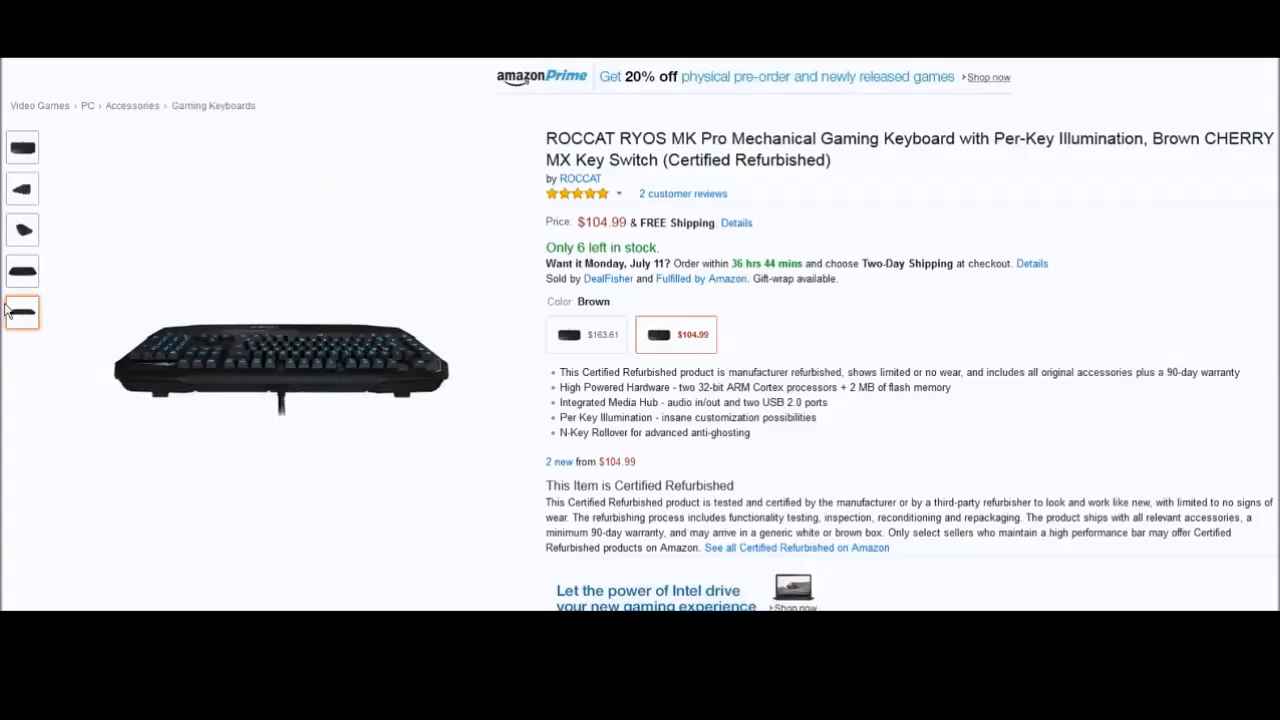 amazonPrime Get 20% off physical pre-order and newly released games › Shop now
Video Games › PC › Accessories › Gaming Keyboards
ROCCAT RYOS MK Pro Mechanical Gaming Keyboard with Per-Key Illumination, Brown CHERRY
MX Key Switch (Certified Refurbished)
by ROCCAT
2 customer reviews
Price: $104.99 & FREE Shipping. Details
Only 6 left in stock.
Want it Monday, July 11? Order within 36 hrs 44 mins and choose Two-Day Shipping at checkout. Details
Sold by DealFisher and Fulfilled by Amazon. Gift-wrap available.
Color: Brown
$163.61 $104.99
• This Certified Refurbished product is manufacturer refurbished, shows limited or no wear, and includes all original accessories plus a 90-day warranty
• High Powered Hardware - two 32-bit ARM Cortex processors + 2 MB of flash memory
• Integrated Media Hub - audio in/out and two USB 2.0 ports
• Per Key Illumination - insane customization possibilities
• N-Key Rollover for advanced anti-ghosting
2 new from $104.99
This Item is Certified Refurbished
This Certified Refurbished product is tested and certified by the manufacturer or by a third-party refurbisher to look and work like new, with limited to no signs of
wear. The refurbishing process includes functionality testing, inspection, reconditioning and repackaging. The product ships with all relevant accessories, a
minimum 90-day warranty, and may arrive in a generic white or brown box. Only select sellers who maintain a high performance bar may offer Certified
Refurbished products on Amazon. See all Certified Refurbished on Amazon
Let the power of Intel drive
your new gaming experience › Shop now